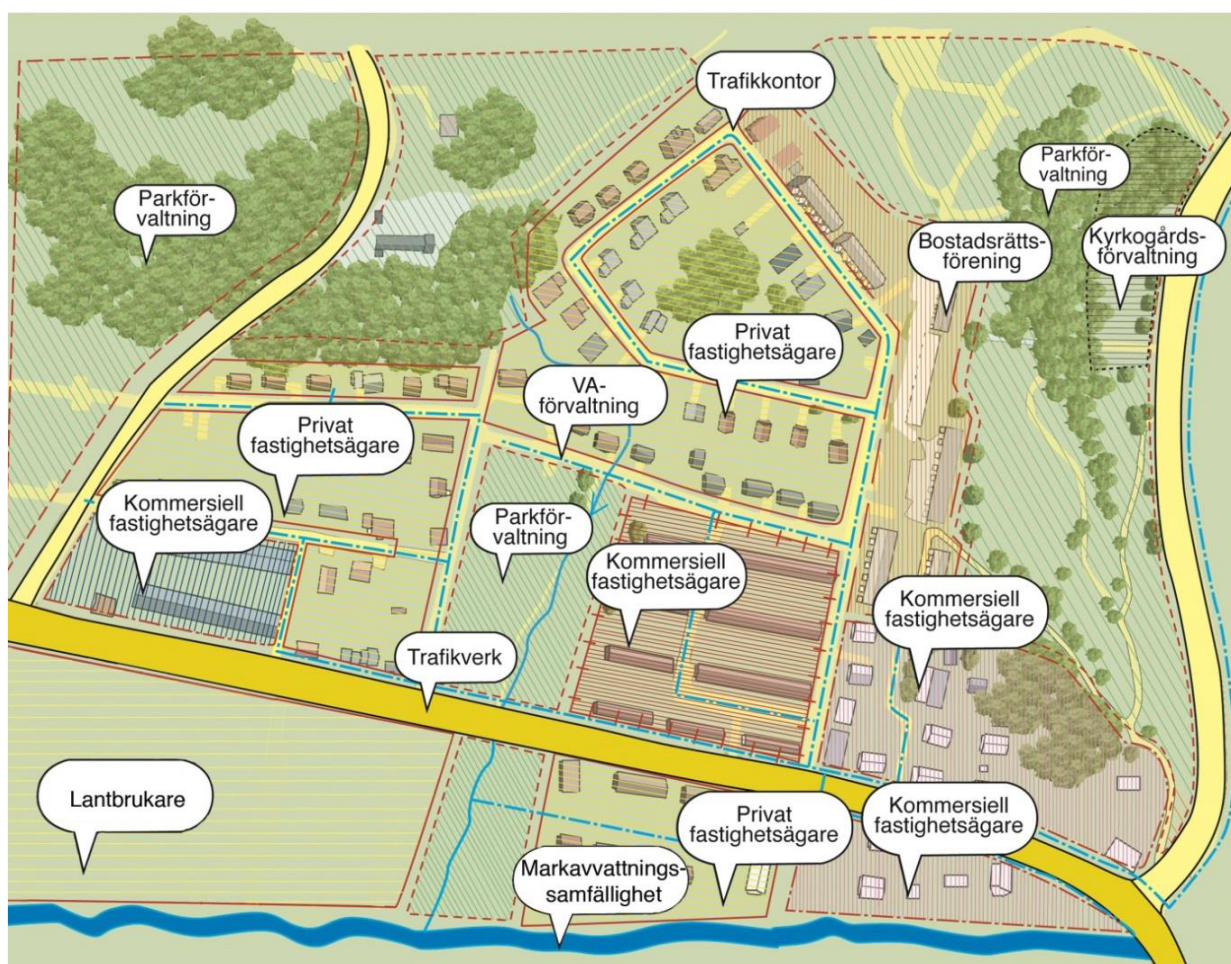 Trafikkontor
Parkför-
valtning
Parkför-
valtning
Kyrkogårds-
förvaltning
Bostadsrätts-
förening
Privat
fastighetsägare
VA-
förvaltning
Privat
fastighetsägare
Kommersiell
fastighetsägare
Parkför-
valtning
Kommersiell
fastighetsägare
Kommersiell
fastighetsägare
Trafikverk
Lantbrukare
Privat
fastighetsägare
Kommersiell
fastighetsägare
Markavvattnings-
samfällighet